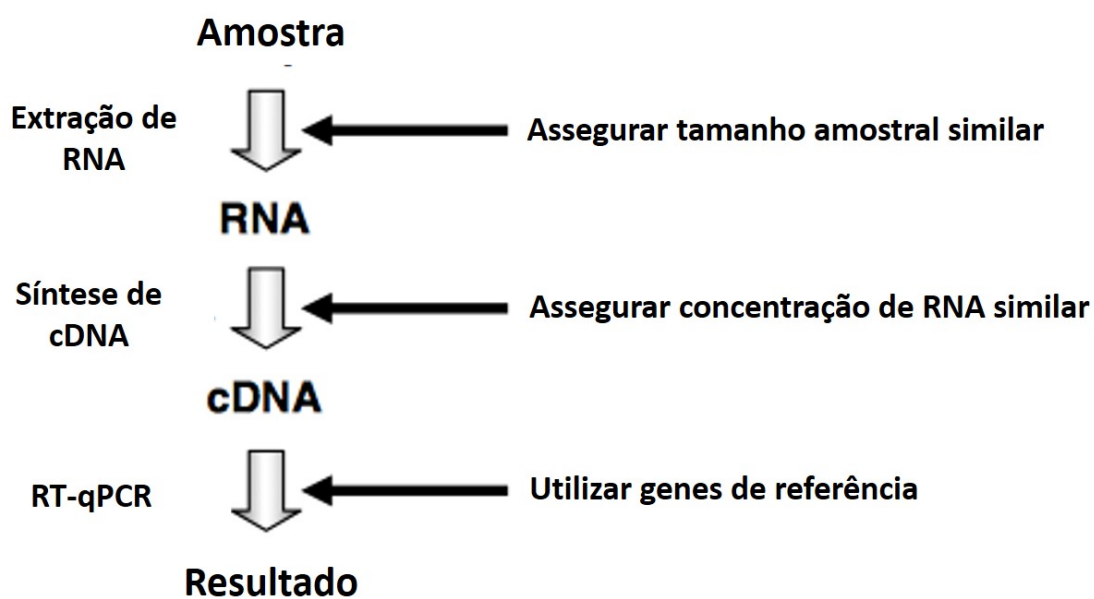 Amostra
Extração de
RNA
Assegurar tamanho amostral similar
RNA
Síntese de
cDNA
Assegurar concentração de RNA similar
cDNA
RT-qPCR
Utilizar genes de referência
Resultado